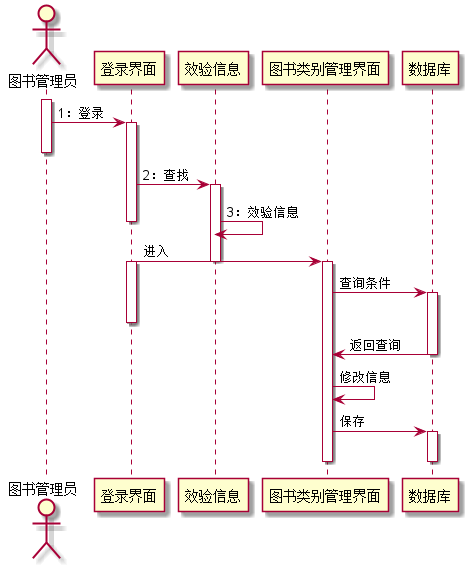 图书管理员
登录界面
效验信息
图书类别管理界面
数据库
1：登录
2：查找
3：效验信息
进入
查询条件
返回查询
修改信息
保存
图书管理员
登录界面
效验信息
图书类别管理界面
数据库